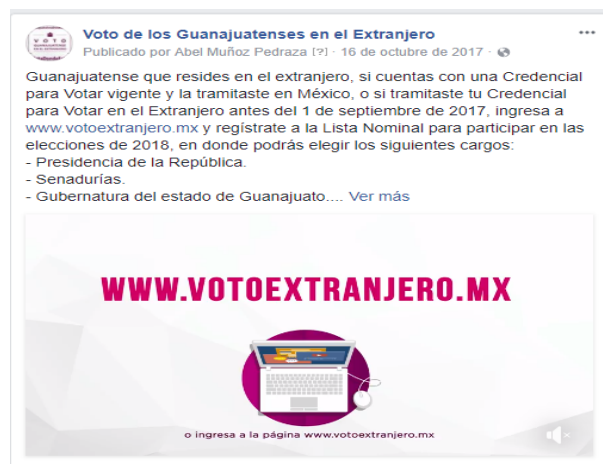 Voto de los Guanajuatenses en el Extranjero
Publicado por Abel Muñoz Pedraza [?] · 16 de octubre de 2017 ·
Guanajuatense que resides en el extranjero, si cuentas con una Credencial
para Votar vigente y la tramitaste en México, o si tramitaste tu Credencial
para Votar en el Extranjero antes del 1 de septiembre de 2017, ingresa a
www.votoextranjero.mx y regístrate a la Lista Nominal para participar en las
elecciones de 2018, en donde podrás elegir los siguientes cargos:
- Presidencia de la República.
- Senadurías.
- Gubernatura del estado de Guanajuato.... Ver más
WWW.VOTOEXTRANJERO.MX
o ingresa a la página www.votoextranjero.mx